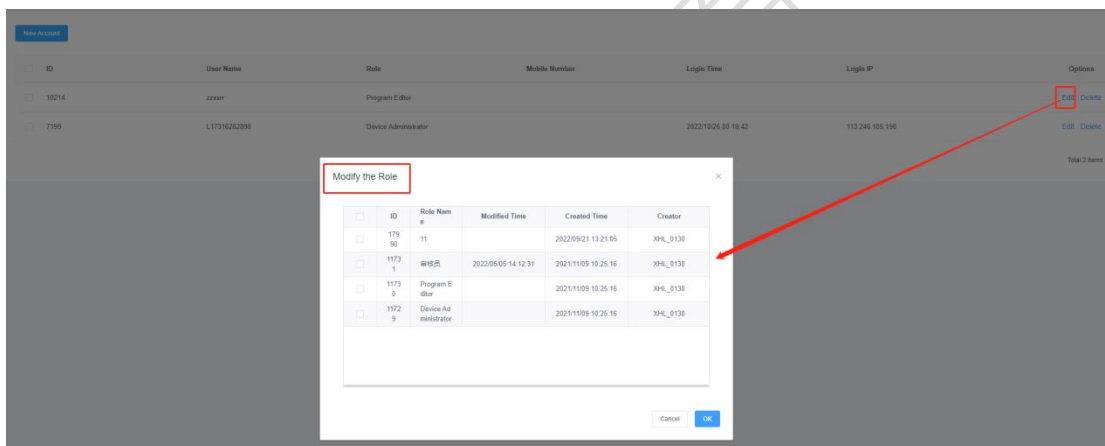 New Account
ID User Name Role Mobile Number Login Time Login IP Options
10214 zzserr Program Editor Edit Delete
7199 L17316282098 Device Administrator 2022/10/26 00:18:42 113.246.105.196 Edit Delete
Total 2 items
Modify the Role ×
ID Role Nam Modified Time Created Time Creator
e
179 11 2022/09/21 13:21:05 XHL_0130
90
1173 审核员 2022/05/05 14:12:31 2021/11/09 10:25:16 XHL_0130
1
1173 Program E 2021/11/09 10:25:16 XHL_0130
0 ditor
1172 Device Ad 2021/11/09 10:25:16 XHL_0130
9 ministrator
Cancel OK